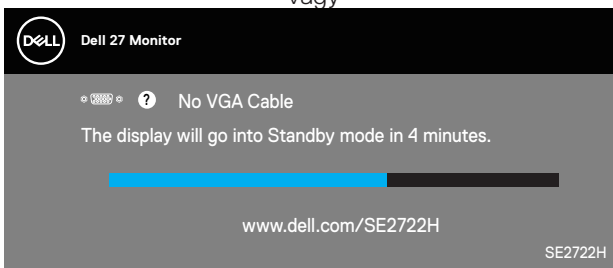 vagy
DELL
Dell 27 Monitor
? No VGA Cable
The display will go into Standby mode in 4 minutes.
www.dell.com/SE2722H
SE2722H